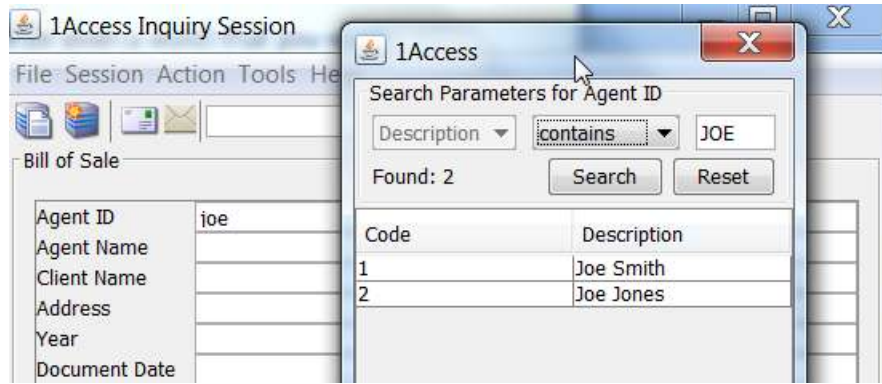 1Access Inquiry Session
File Session Action Tools He
Bill of Sale
Agent ID joe
Agent Name
Client Name
Address
Year
Document Date
1Access
Search Parameters for Agent ID
Description contains JOE
Found: 2 Search Reset
Code Description
1 Joe Smith
2 Joe Jones